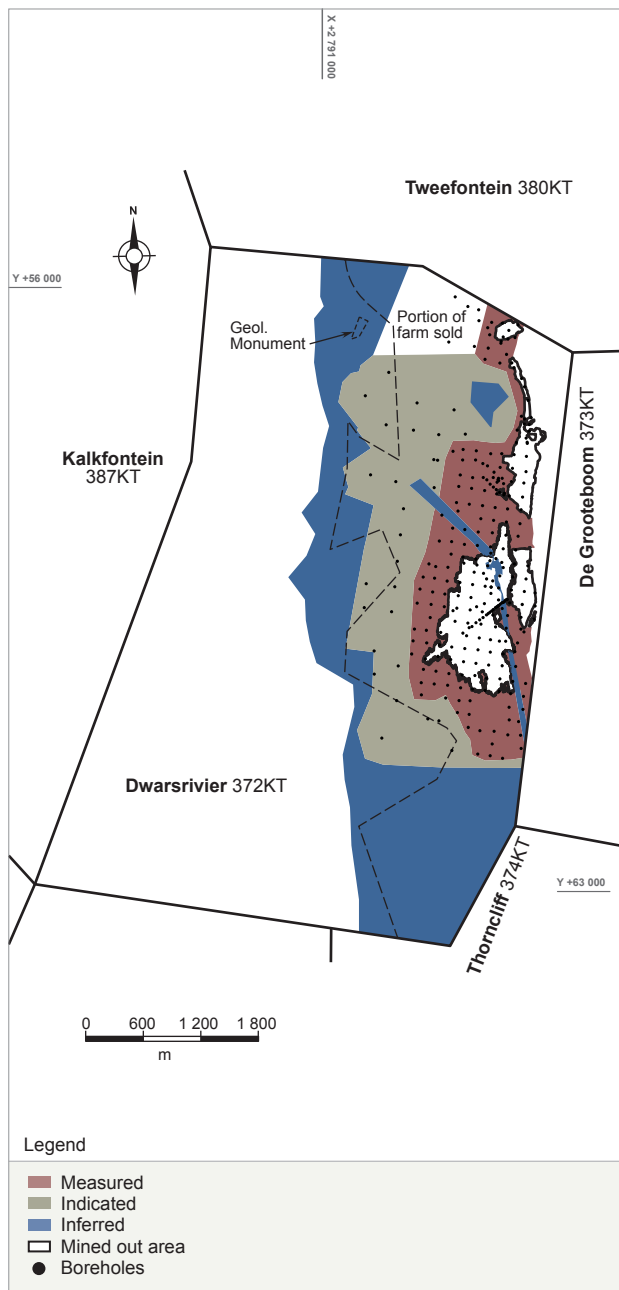 X +2 791 000
Tweefontein 380KT
N
Y +56 000
Geol.
Monument
Portion of
farm sold
Kalkfontein
387KT
De Grooteboom 373KT
Dwarsrivier 372KT
Thorncliff 374KT
Y +63 000
0 600 1 200 1 800
m
Legend
Measured
Indicated
Inferred
Mined out area
Boreholes